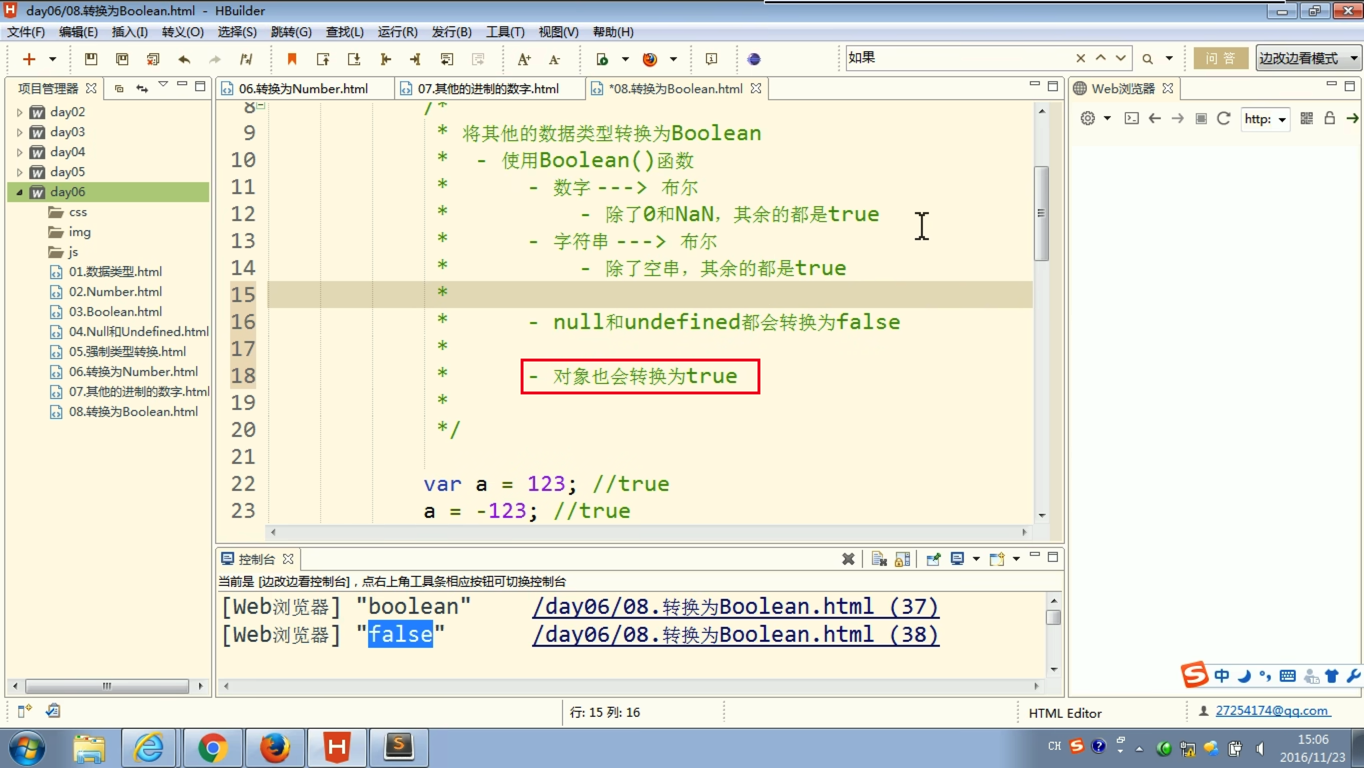 day06/08.转换为Boolean.html - HBuilder
文件(F) 编辑(E) 插入(I) 转义(O) 选择(S) 跳转(G) 查找(L) 运行(R) 发行(B) 工具(T) 视图(V) 帮助(H)
如果
问 答
边改边看模式
项目管理器
06.转换为Number.html
07.其他的进制的数字.html
*08.转换为Boolean.html
Web浏览器
http:
day02
day03
day04
day05
day06
css
img
js
01.数据类型.html
02.Number.html
03.Boolean.html
04.Null和Undefined.html
05.强制类型转换.html
06.转换为Number.html
07.其他的进制的数字.html
08.转换为Boolean.html
8 /*
9 * 将其他的数据类型转换为Boolean
10 * - 使用Boolean()函数
11 * - 数字 ---> 布尔
12 * - 除了0和NaN，其余的都是true
13 * - 字符串 ---> 布尔
14 * - 除了空串，其余的都是true
15 *
16 * - null和undefined都会转换为false
17 *
18 * - 对象也会转换为true
19 *
20 */
21
22 var a = 123; //true
23 a = -123; //true
控制台
当前是 [边改边看控制台]，点右上角工具条相应按钮可切换控制台
[Web浏览器] "boolean" /day06/08.转换为Boolean.html (37)
[Web浏览器] "false" /day06/08.转换为Boolean.html (38)
中
行: 15 列: 16
HTML Editor
27254174@qq.com
CH
15:06
2016/11/23